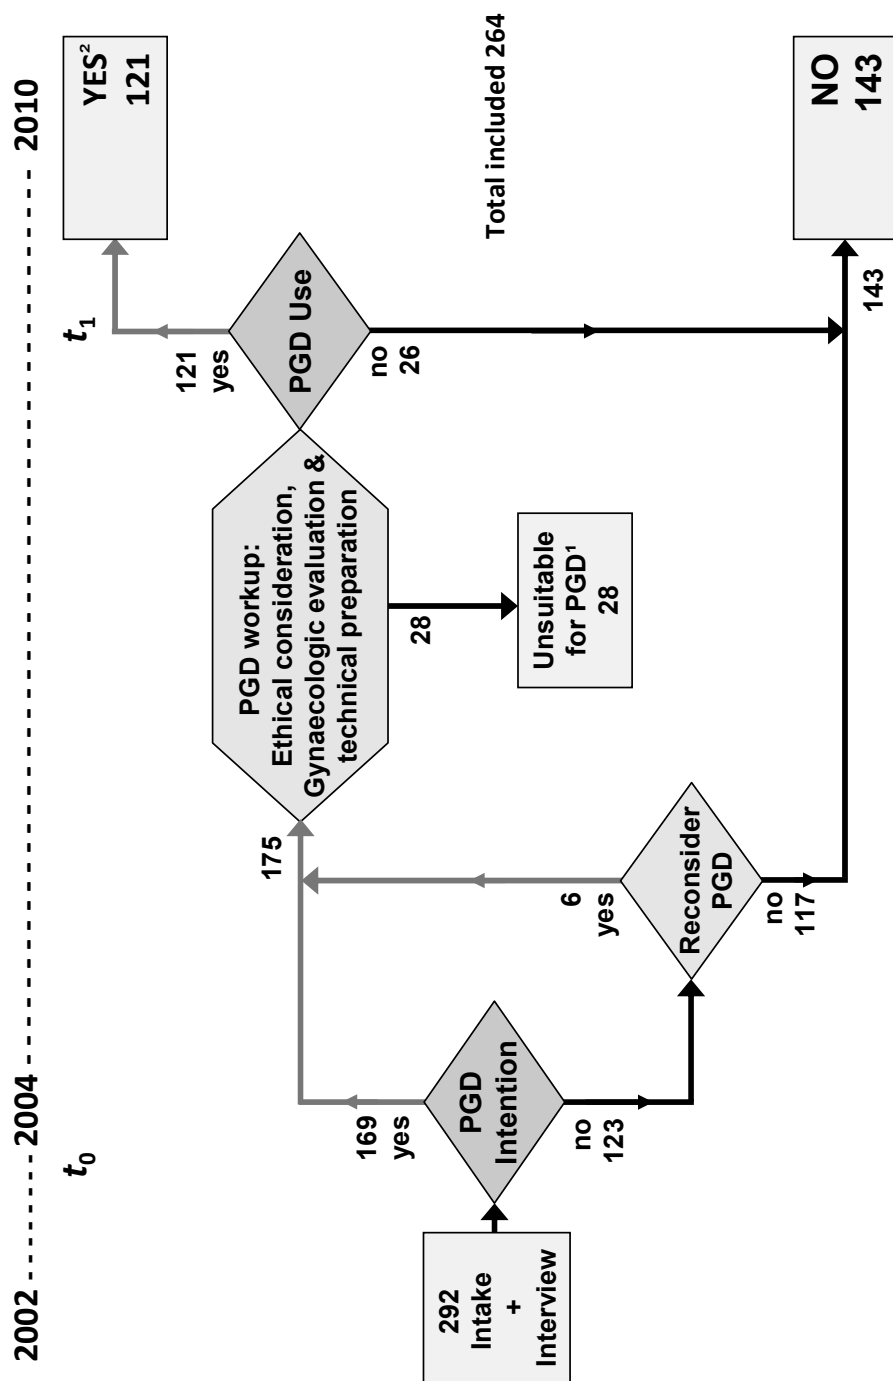 2002 - - - - - - - - 2004 - - - - - - - - - - - - - - - - - - - - - - - - - - - - - - 2010
t₀
t₁
292
Intake
+
Interview
PGD
Intention
169
yes
no
123
Reconsider
PGD
6
yes
no
117
175
PGD workup:
Ethical consideration,
Gynaecologic evaluation &
technical preparation
28
Unsuitable
for PGD¹
28
PGD Use
121
yes
no
26
YES²
121
Total included 264
143
NO
143